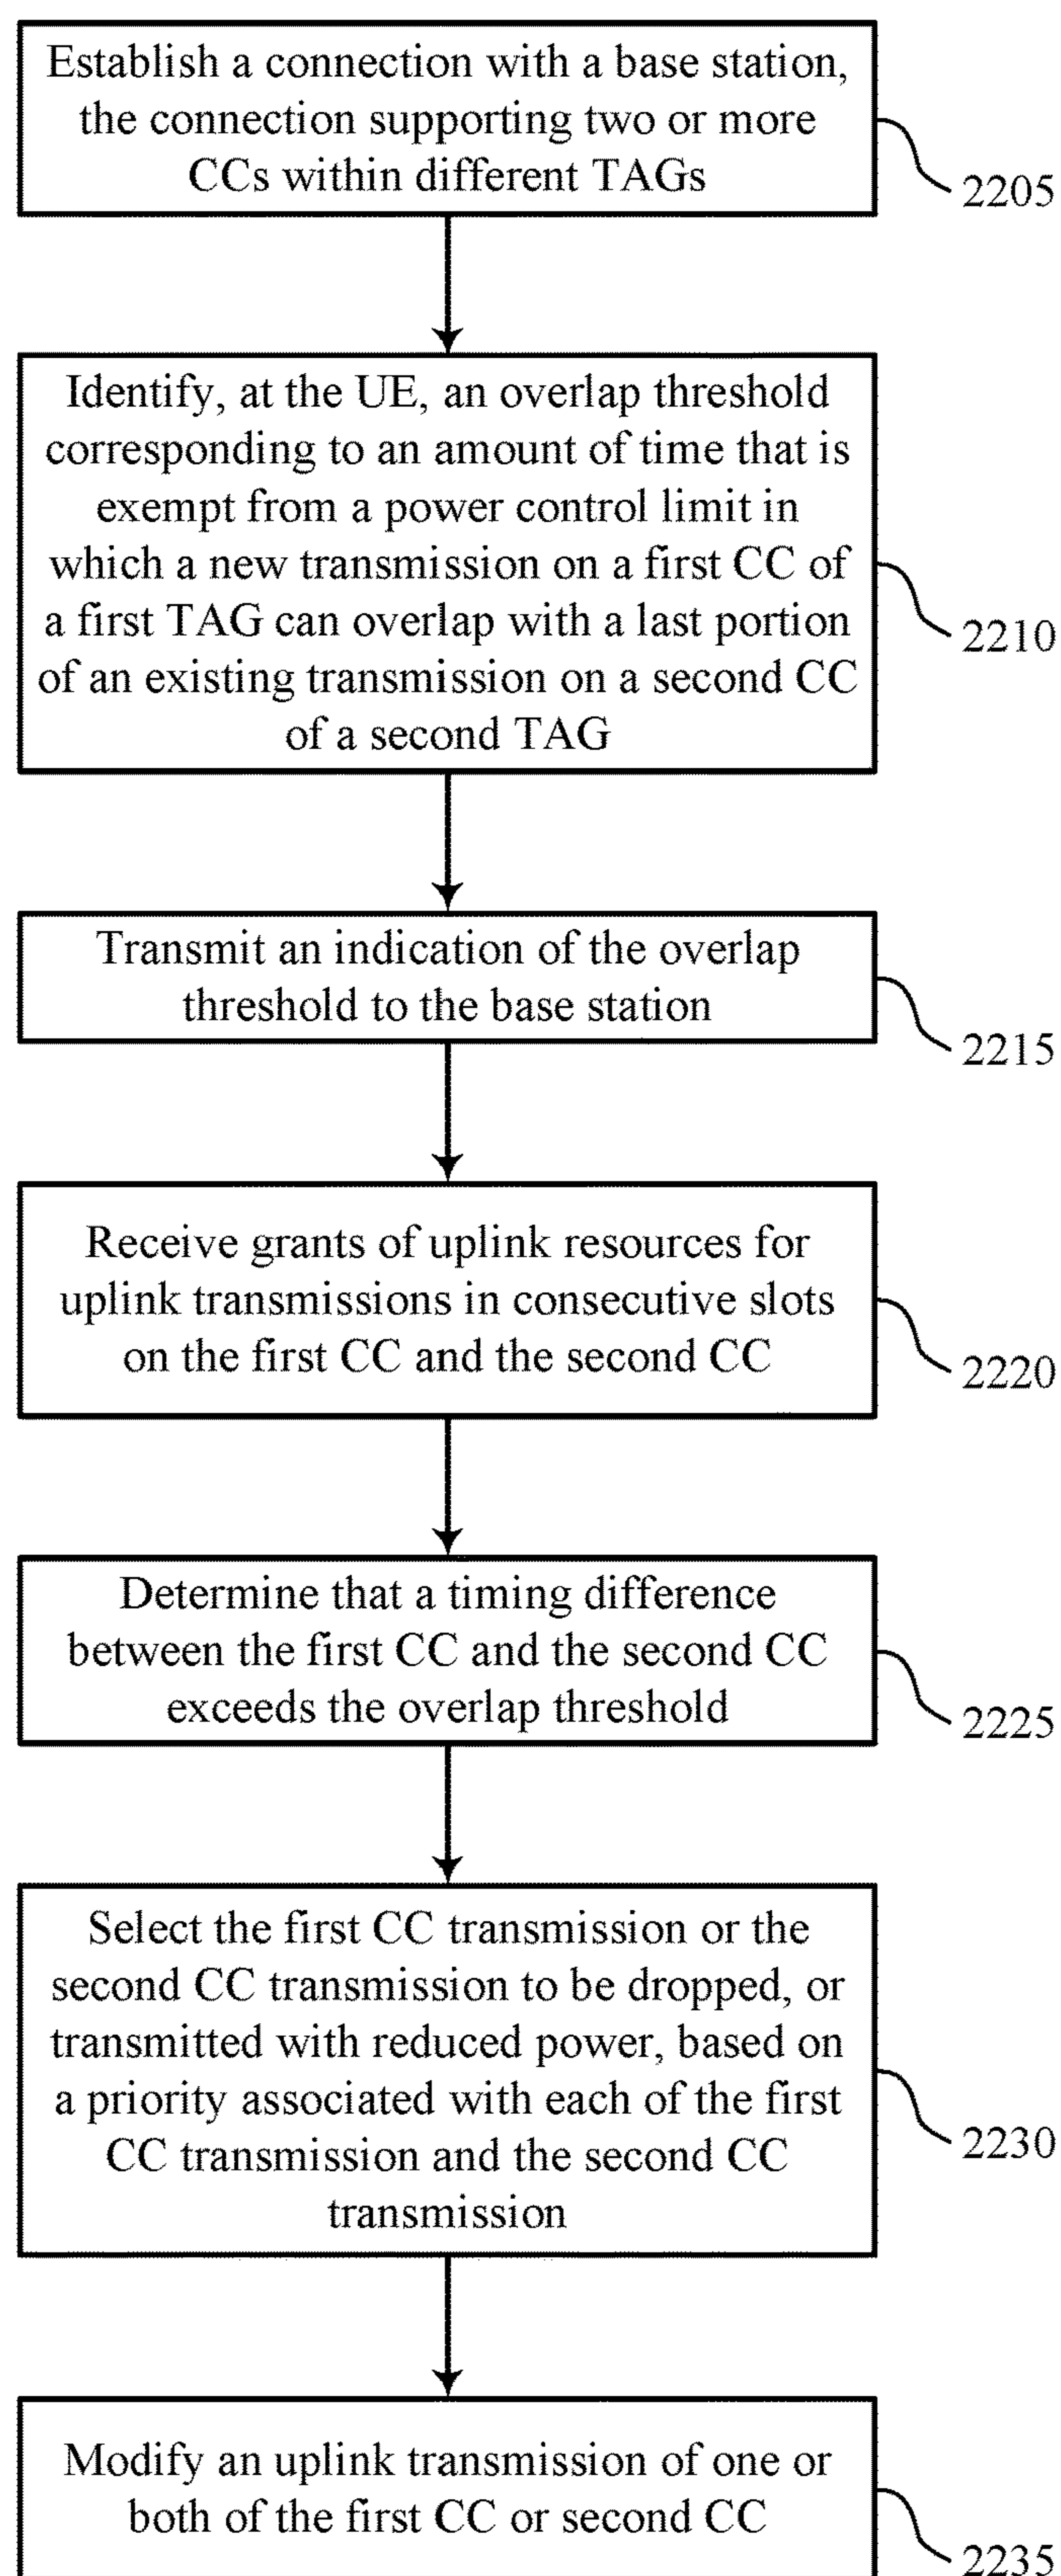 Establish a connection with a base station,
the connection supporting two or more
CCs within different TAGs
2205
Identify, at the UE, an overlap threshold
corresponding to an amount of time that is
exempt from a power control limit in
which a new transmission on a first CC of
a first TAG can overlap with a last portion
of an existing transmission on a second CC
of a second TAG
2210
Transmit an indication of the overlap
threshold to the base station
2215
Receive grants of uplink resources for
uplink transmissions in consecutive slots
on the first CC and the second CC
2220
Determine that a timing difference
between the first CC and the second CC
exceeds the overlap threshold
2225
Select the first CC transmission or the
second CC transmission to be dropped, or
transmitted with reduced power, based on
a priority associated with each of the first
CC transmission and the second CC
transmission
2230
Modify an uplink transmission of one or
both of the first CC or second CC
2235